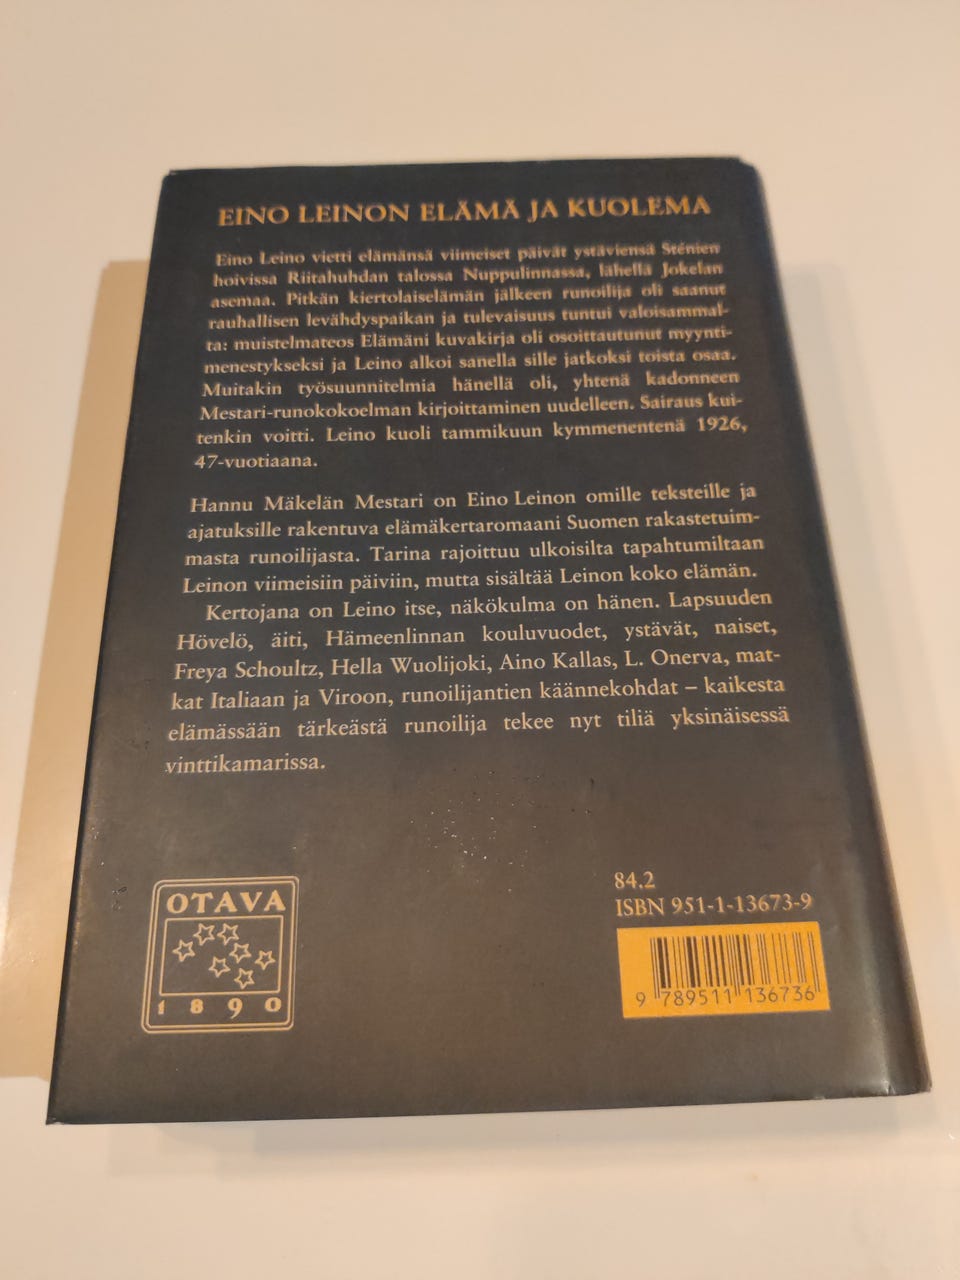 EINO LEINON ELÄMÄ JA KUOLEMA
Eino Leino vietti elämänsä viimeiset päivät ystäviensä Sténien
hoivissa Riitahuhdan talossa Nuppulinnassa, lähellä Jokelan
asemaa. Pitkän kiertolaiselämän jälkeen runoilija oli saanut
rauhallisen levähdyspaikan ja tulevaisuus tuntui valoisammal-
ta: muistelmateos Elämäni kuvakirja oli osoittautunut myynti-
menestykseksi ja Leino alkoi sanella sille jatkoksi toista osaa.
Muitakin työsuunnitelmia hänellä oli, yhtenä kadonneen
Mestari-runokokoelman kirjoittaminen uudelleen. Sairaus kui-
tenkin voitti. Leino kuoli tammikuun kymmenentenä 1926,
47-vuotiaana.
Hannu Mäkelän Mestari on Eino Leinon omille teksteille ja
ajatuksille rakentuva elämäkertaromaani Suomen rakastetuim-
masta runoilijasta. Tarina rajoittuu ulkoisilta tapahtumiltaan
Leinon viimeisiin päiviin, mutta sisältää Leinon koko elämän.
Kertojana on Leino itse, näkökulma on hänen. Lapsuuden
Hövelö, äiti, Hämeenlinnan kouluvuodet, ystävät, naiset,
Freya Schoultz, Hella Wuolijoki, Aino Kallas, L. Onerva, mat-
kat Italiaan ja Viroon, runoilijantien käännekohdat – kaikesta
elämässään tärkeästä runoilija tekee nyt tiliä yksinäisessä
vinttikamarissa.
OTAVA
1890
84.2
ISBN 951-1-13673-9
9 789511 136736